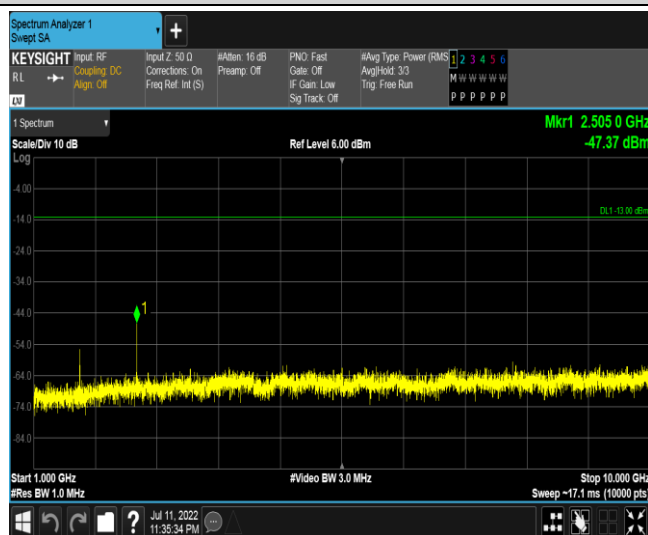 Spectrum Analyzer 1
Swept SA
+
KEYSIGHT Input: RF Input Z: 50 Ω #Atten: 16 dB PNO: Fast #Avg Type: Power (RMS 1 2 3 4 5 6
RL Coupling: DC Corrections: On Preamp: Off Gate: Off Avg|Hold: 3/3 M W W W W W
Align: Off Freq Ref: Int (S) IF Gain: Low Trig: Free Run
Sig Track: Off P P P P P P
LXI
1 Spectrum Mkr1 2.505 0 GHz
Scale/Div 10 dB Ref Level 6.00 dBm -47.37 dBm
Log
-4.00
DL1 -13.00 dBm
-14.0
-24.0
-34.0
1
-44.0
-54.0
-64.0
-74.0
-84.0
Start 1.000 GHz #Video BW 3.0 MHz Stop 10.000 GHz
#Res BW 1.0 MHz Sweep ~17.1 ms (10000 pts)
? Jul 11, 2022
11:35:34 PM